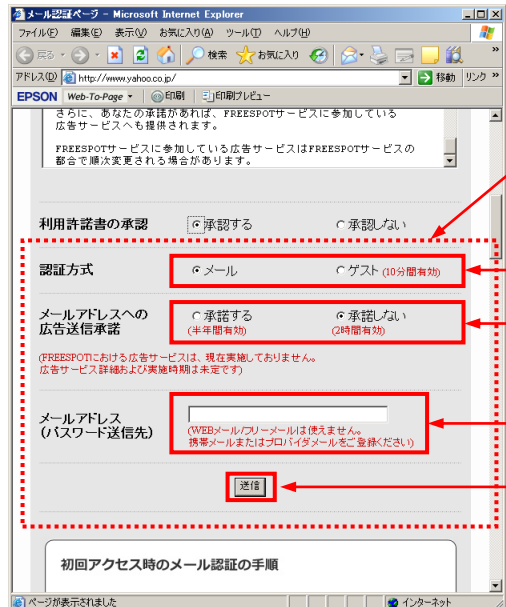 メール認証ページ - Microsoft Internet Explorer
ファイル(F) 編集(E) 表示(V) お気に入り(A) ツール(T) ヘルプ(H)
戻る 検索 お気に入り
アドレス(D) http://www.yahoo.co.jp/ 移動 リンク
EPSON Web-To-Page 印刷 印刷プレビュー
さらに、あなたの承諾があれば、FREESPOTサービスに参加している
広告サービスへも提供されます。
FREESPOTサービスに参加している広告サービスはFREESPOTサービスの
都合で順次変更される場合があります。
利用許諾書の承認 承認する 承認しない
認証方式 メール ゲスト (10分間有効)
メールアドレスへの 承諾する 承諾しない
広告送信承諾 (半年間有効) (2時間有効)
(FREESPOTにおける広告サービスは、現在実施しておりません。
広告サービス詳細および実施時期は未定です)
メールアドレス
(パスワード送信先) (WEBメール/フリーメールは使えません。
携帯メールまたはプロバイダメールをご登録ください)
送信
初回アクセス時のメール認証の手順
ページが表示されました インターネット